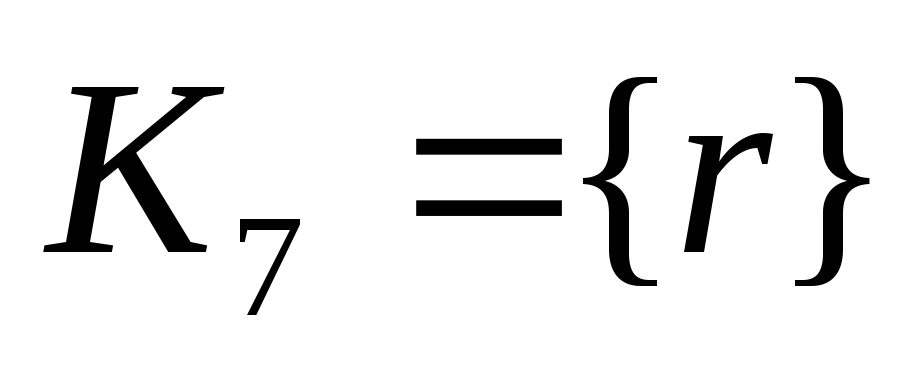 K₇ = {r}